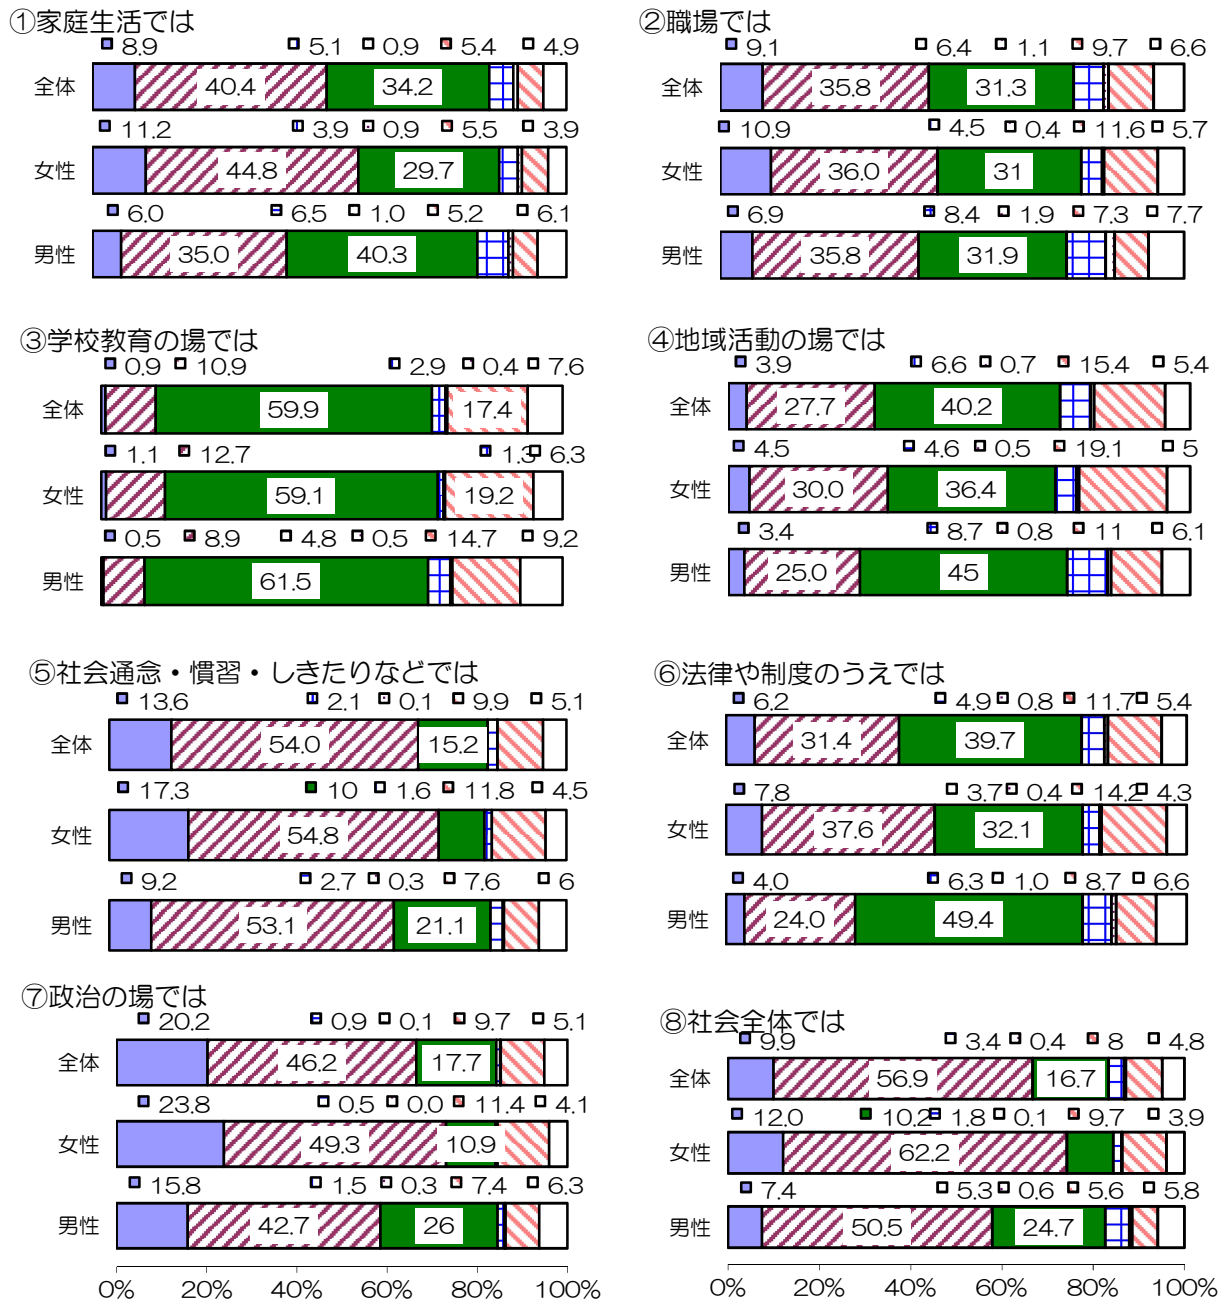 ①家庭生活では
8.9 5.1 0.9 5.4 4.9
全体 40.4 34.2
11.2 3.9 0.9 5.5 3.9
女性 44.8 29.7
6.0 6.5 1.0 5.2 6.1
男性 35.0 40.3
②職場では
9.1 6.4 1.1 9.7 6.6
全体 35.8 31.3
10.9 4.5 0.4 11.6 5.7
女性 36.0 31
6.9 8.4 1.9 7.3 7.7
男性 35.8 31.9
③学校教育の場では
0.9 10.9 2.9 0.4 7.6
全体 59.9 17.4
1.1 12.7 1.3 6.3
女性 59.1 19.2
0.5 8.9 4.8 0.5 14.7 9.2
男性 61.5
④地域活動の場では
3.9 6.6 0.7 15.4 5.4
全体 27.7 40.2
4.5 4.6 0.5 19.1 5
女性 30.0 36.4
3.4 8.7 0.8 11 6.1
男性 25.0 45
⑤社会通念・慣習・しきたりなどでは
13.6 2.1 0.1 9.9 5.1
全体 54.0 15.2
17.3 10 1.6 11.8 4.5
女性 54.8
9.2 2.7 0.3 7.6 6
男性 53.1 21.1
⑥法律や制度のうえでは
6.2 4.9 0.8 11.7 5.4
全体 31.4 39.7
7.8 3.7 0.4 14.2 4.3
女性 37.6 32.1
4.0 6.3 1.0 8.7 6.6
男性 24.0 49.4
⑦政治の場では
20.2 0.9 0.1 9.7 5.1
全体 46.2 17.7
23.8 0.5 0.0 11.4 4.1
女性 49.3 10.9
15.8 1.5 0.3 7.4 6.3
男性 42.7 26
0% 20% 40% 60% 80% 100%
⑧社会全体では
9.9 3.4 0.4 8 4.8
全体 56.9 16.7
12.0 10.2 1.8 0.1 9.7 3.9
女性 62.2
7.4 5.3 0.6 5.6 5.8
男性 50.5 24.7
0% 20% 40% 60% 80% 100%